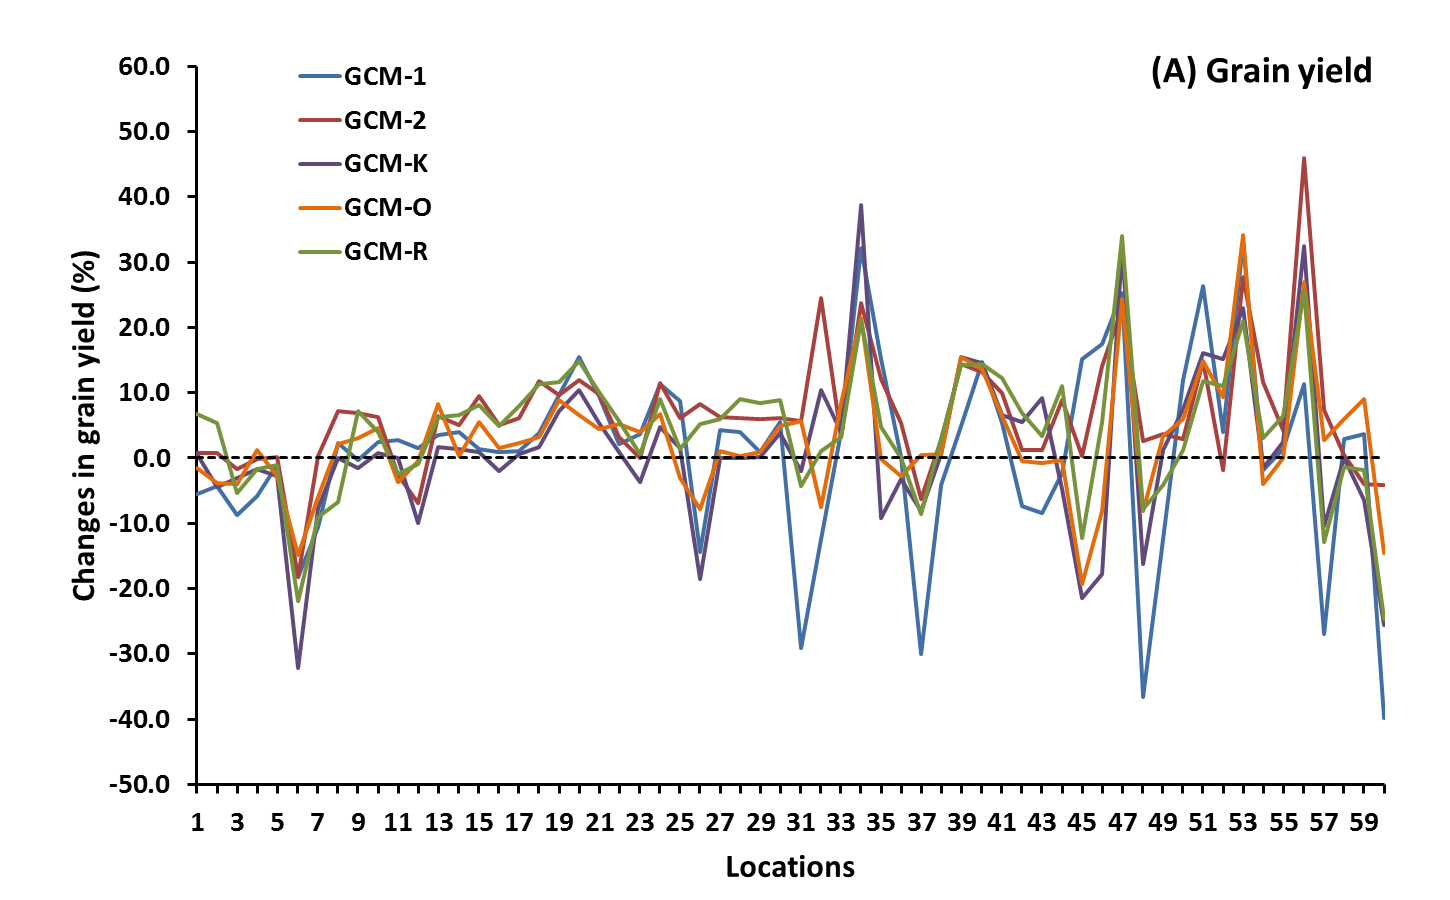 (A) Grain yield
GCM-1
GCM-2
GCM-K
GCM-O
GCM-R
Changes in grain yield (%)
60.0
50.0
40.0
30.0
20.0
10.0
0.0
-10.0
-20.0
-30.0
-40.0
-50.0
1 3 5 7 9 11 13 15 17 19 21 23 25 27 29 31 33 35 37 39 41 43 45 47 49 51 53 55 57 59
Locations